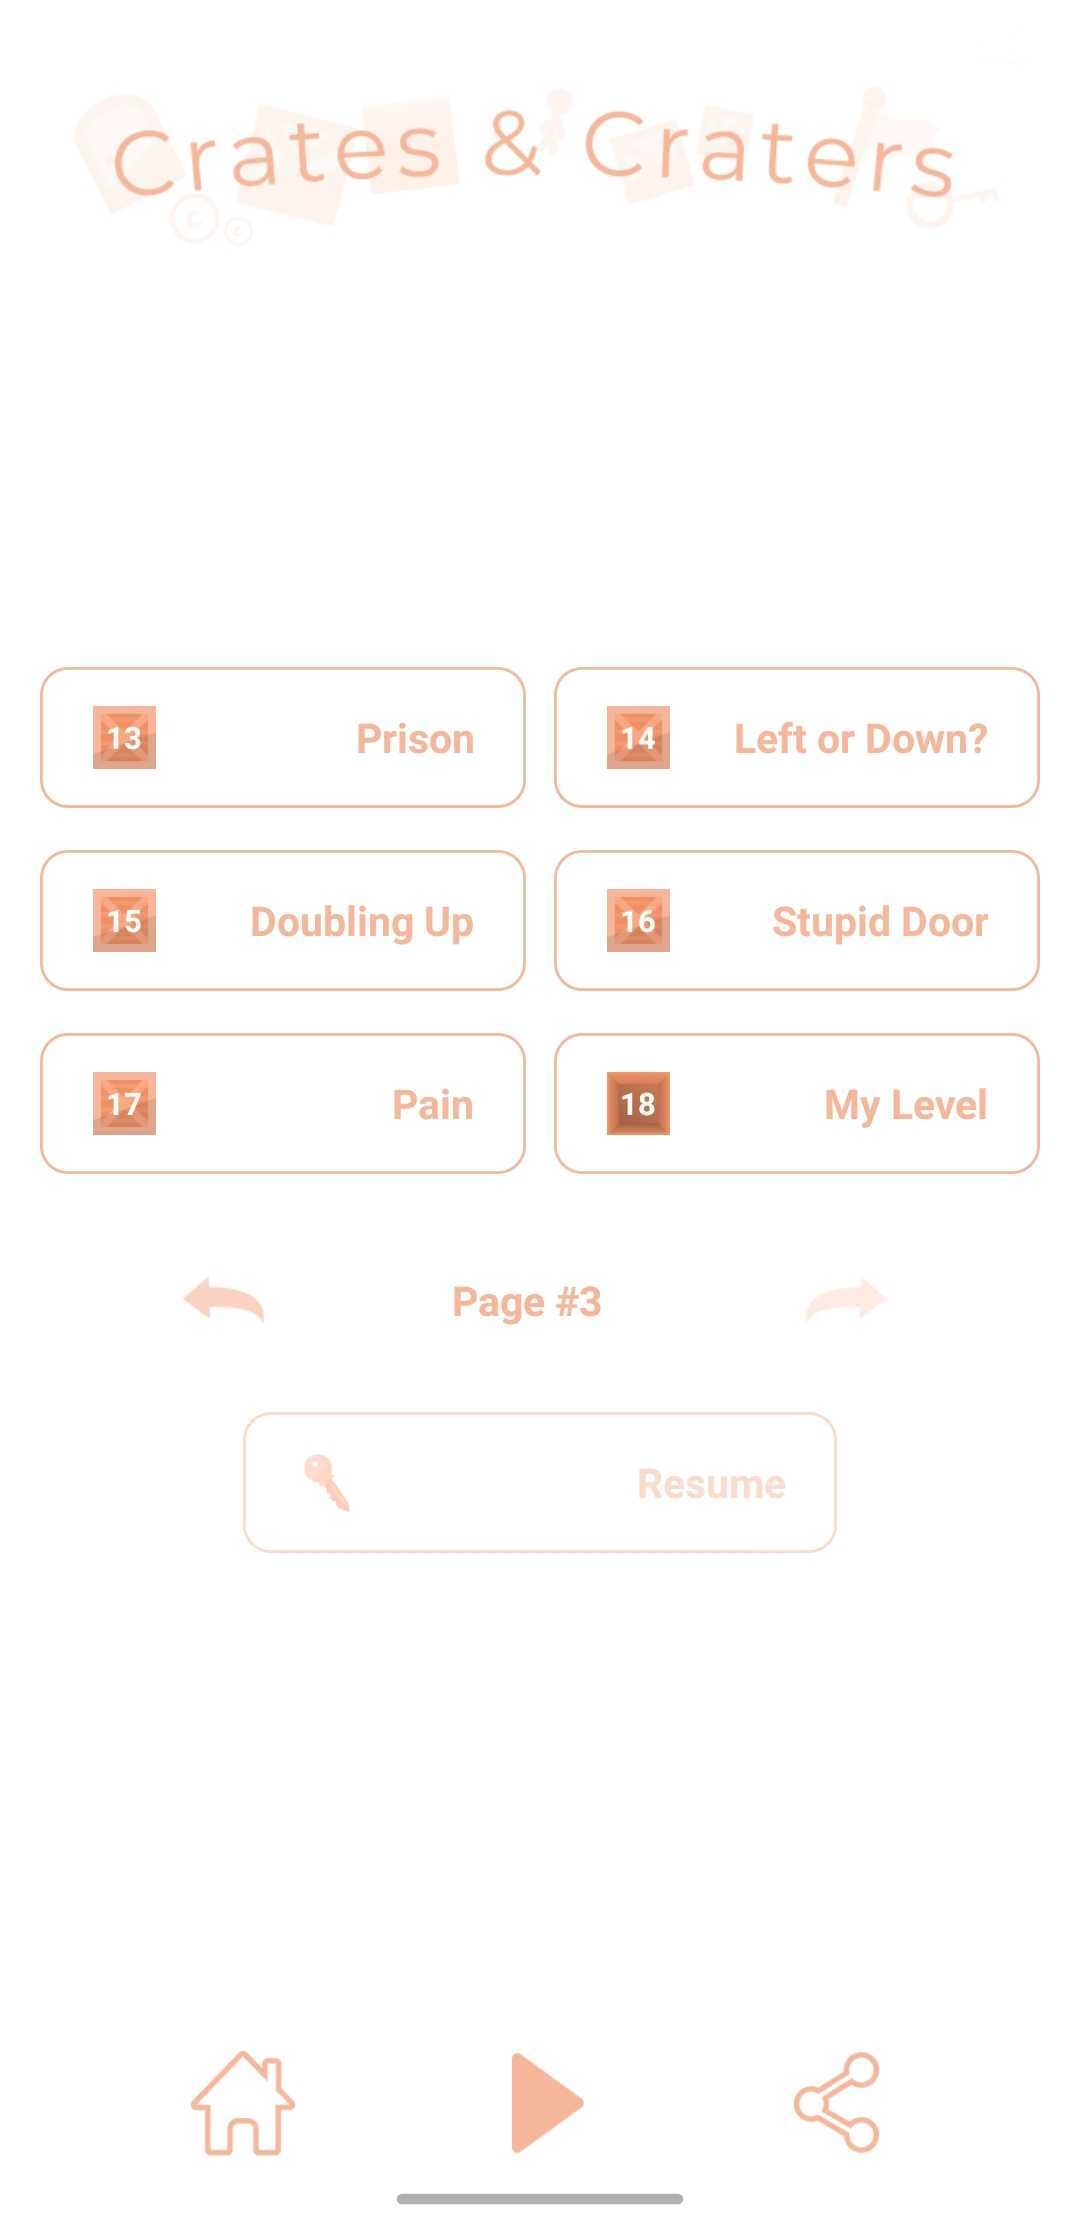 Crates & Craters
13 Prison
14 Left or Down?
15 Doubling Up
16 Stupid Door
17 Pain
18 My Level
Page #3
Resume